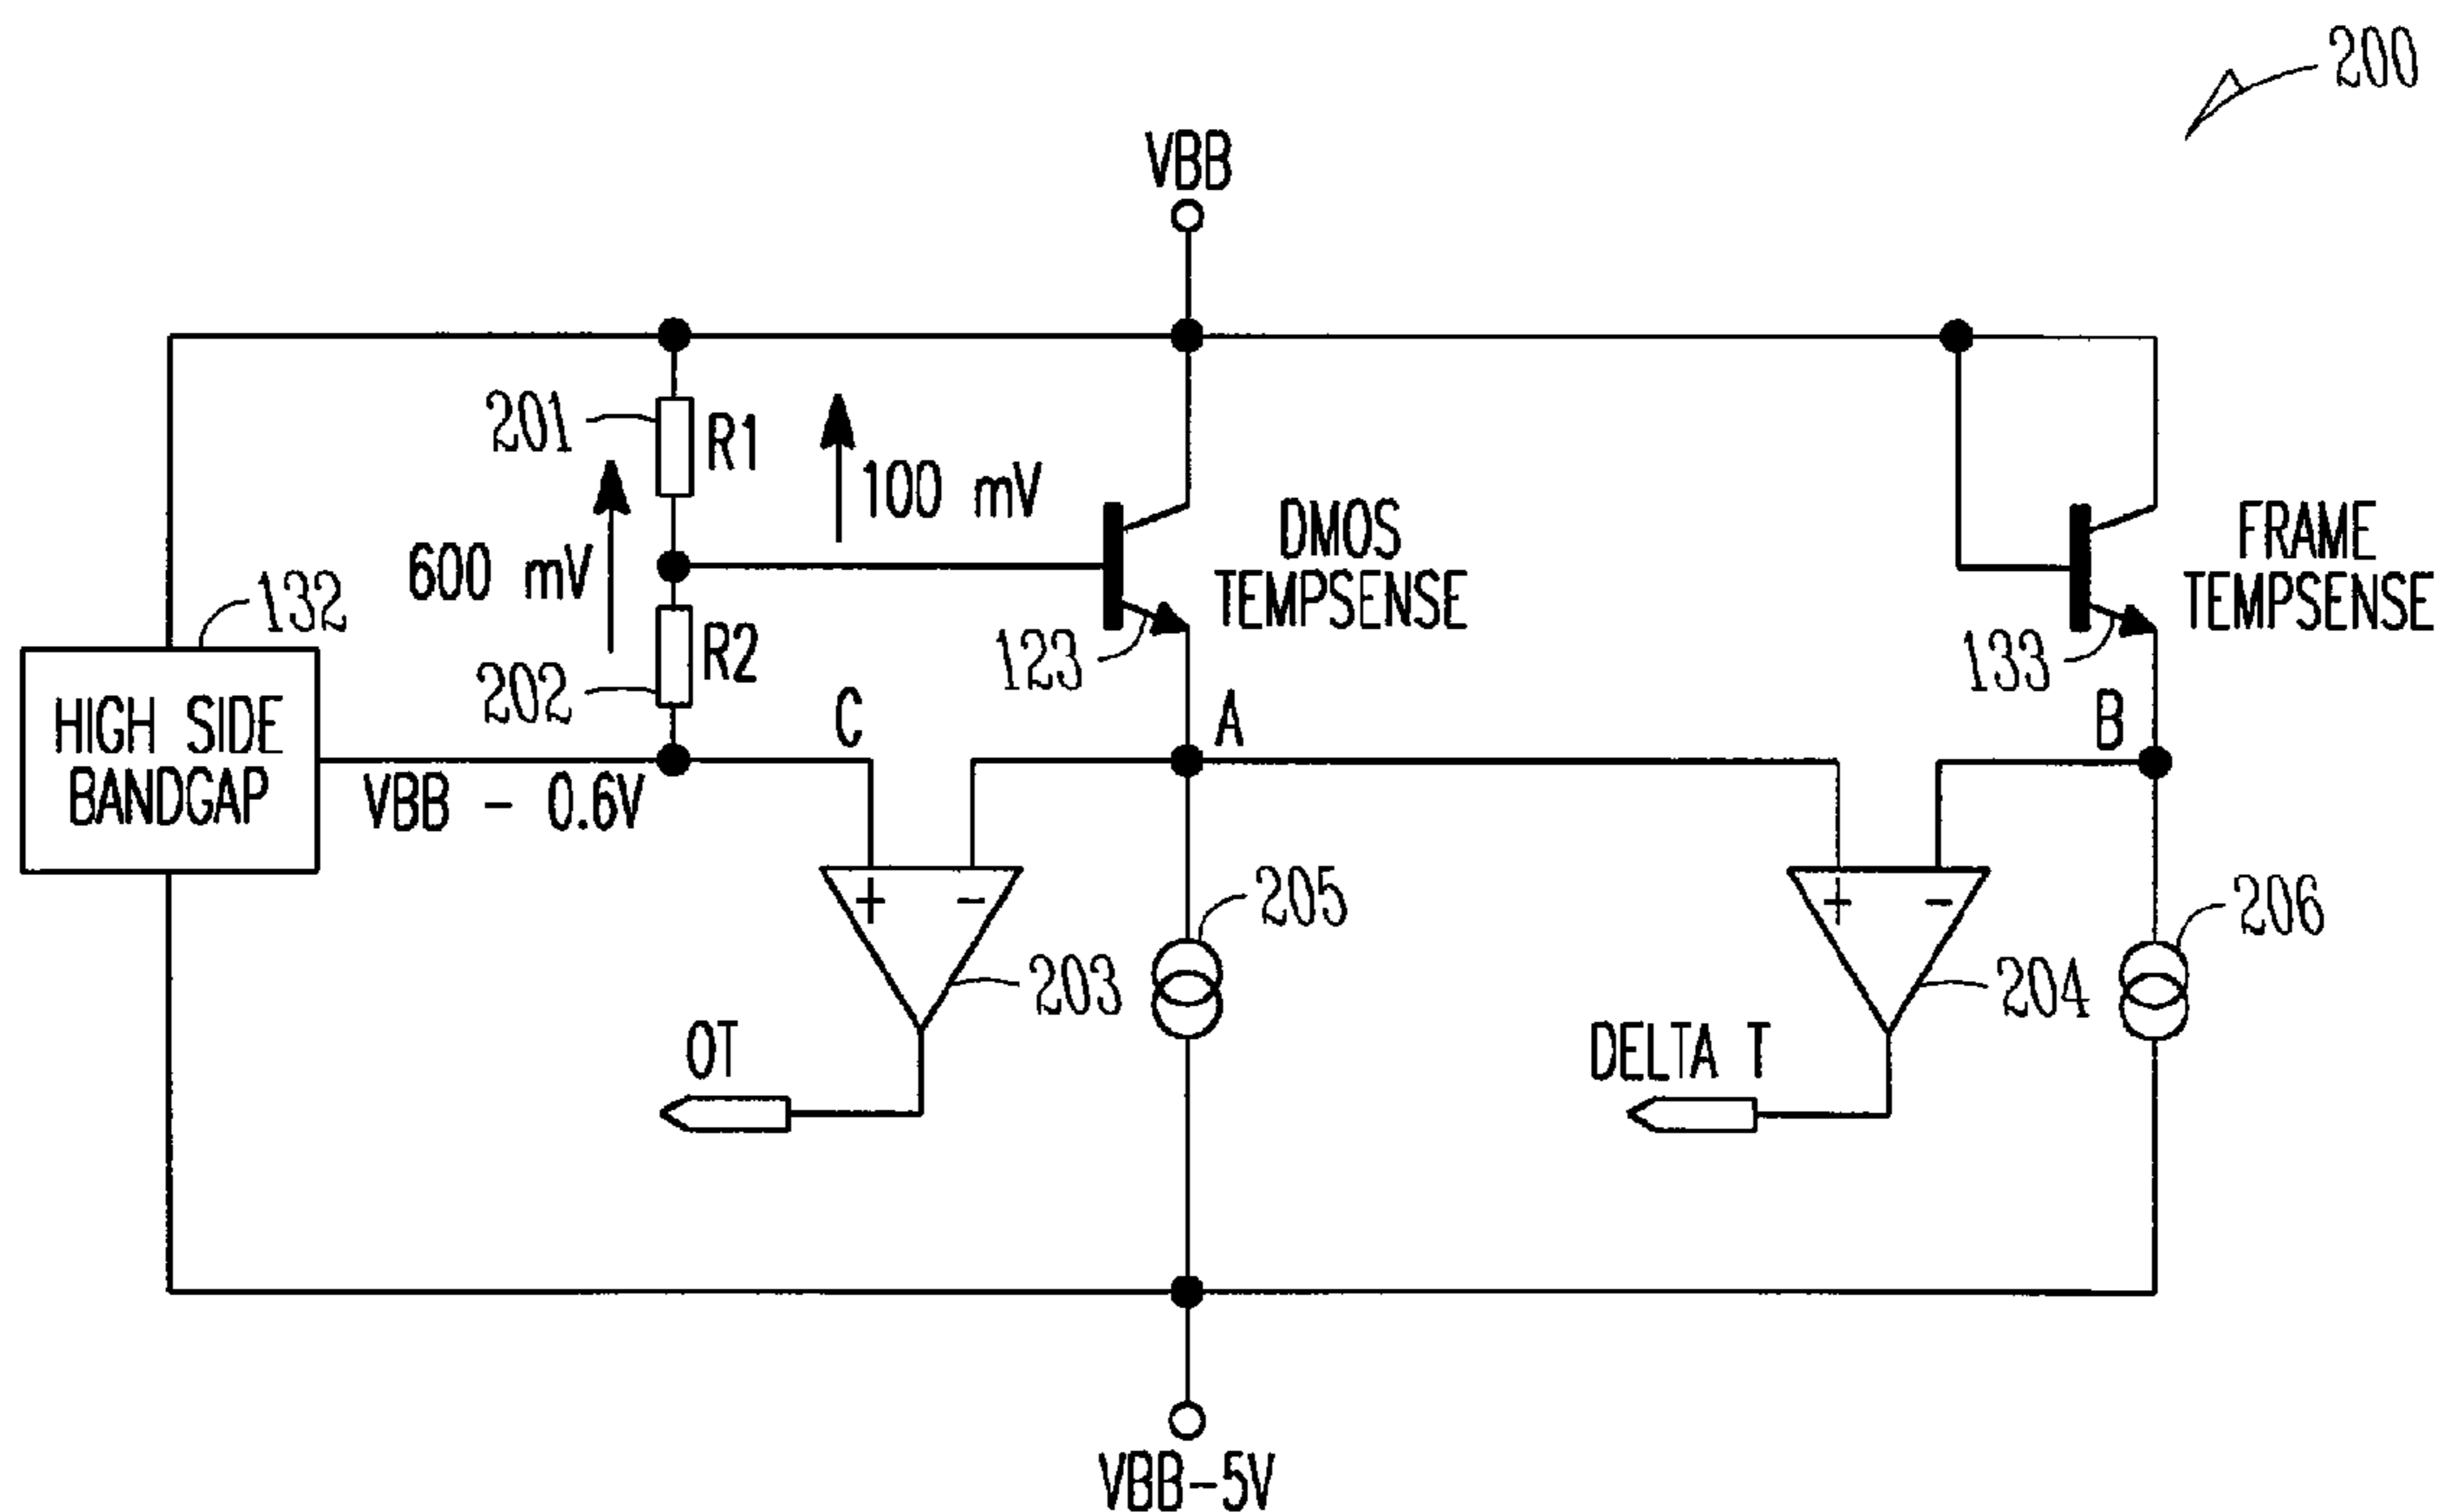 200
VBB
201
R1
100 mV
600 mV
DMOS
TEMPSENSE
FRAME
TEMPSENSE
132
202
R2
123
133
HIGH SIDE
BANDGAP
C
A
B
VBB - 0.6V
+
-
+
-
205
206
203
204
OT
DELTA T
VBB-5V